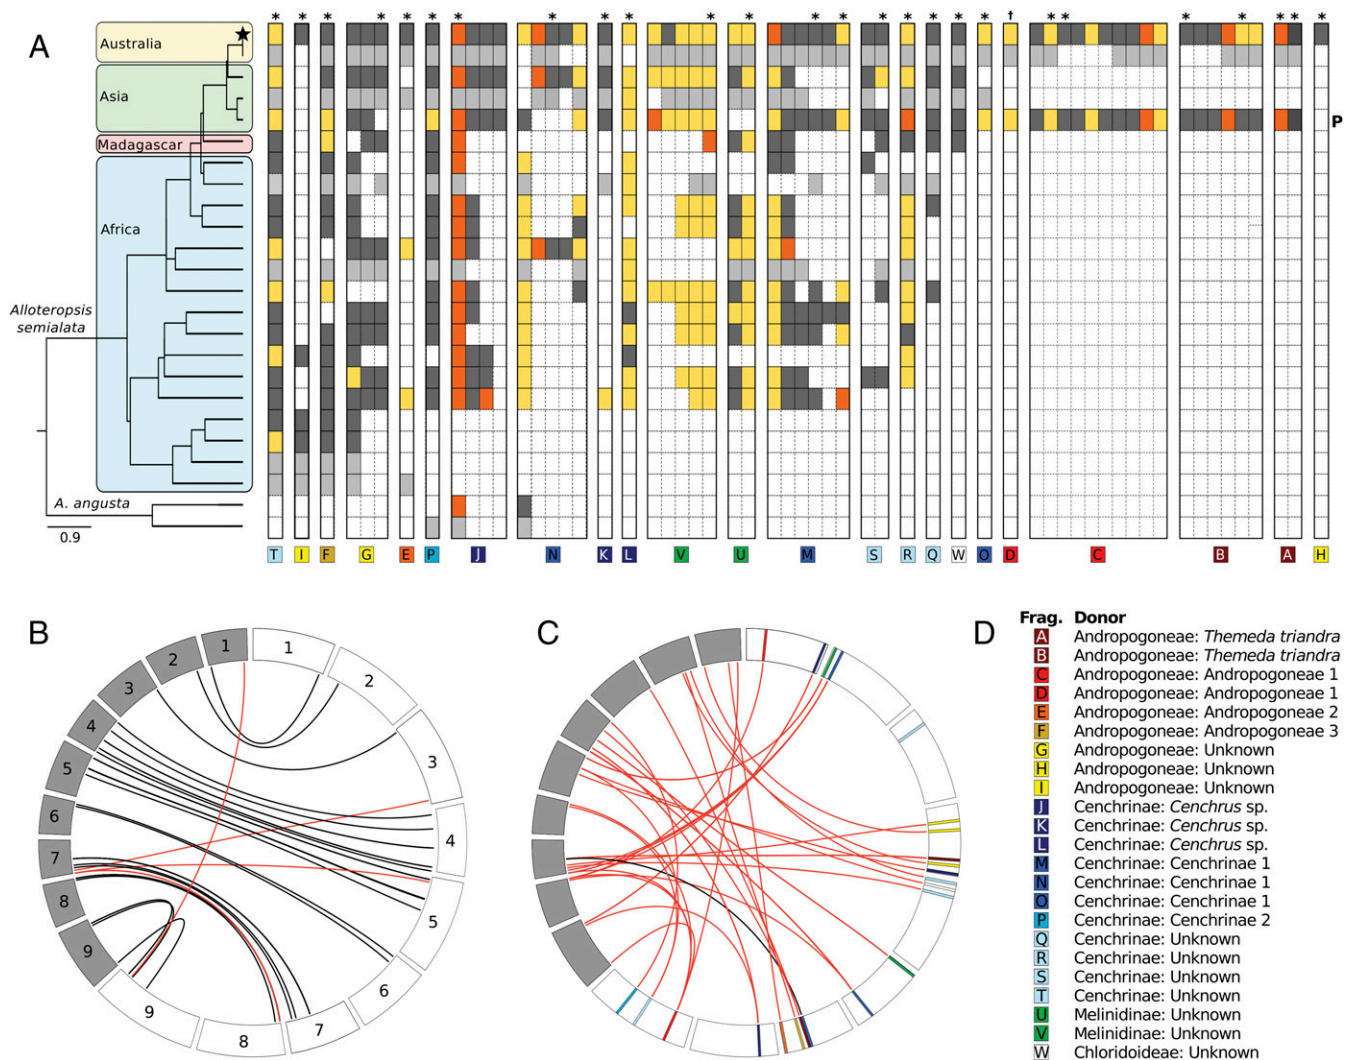 * * * * * * * * * * * * * * * * * * † * * * * * * *
A
Australia
Asia
Madagascar
P
Africa
Alloteropsis
semialata
A. angusta
0.9
T I F G E P J N K L V U M S R Q W O D C B A H
B
1 2 3 4 5 6 7 8 9
1 2 3 4 5 6 7 8 9
C
D
Frag. Donor
A Andropogoneae: Themeda triandra
B Andropogoneae: Themeda triandra
C Andropogoneae: Andropogoneae 1
D Andropogoneae: Andropogoneae 1
E Andropogoneae: Andropogoneae 2
F Andropogoneae: Andropogoneae 3
G Andropogoneae: Unknown
H Andropogoneae: Unknown
I Andropogoneae: Unknown
J Cenchrinae: Cenchrus sp.
K Cenchrinae: Cenchrus sp.
L Cenchrinae: Cenchrus sp.
M Cenchrinae: Cenchrinae 1
N Cenchrinae: Cenchrinae 1
O Cenchrinae: Cenchrinae 1
P Cenchrinae: Cenchrinae 2
Q Cenchrinae: Unknown
R Cenchrinae: Unknown
S Cenchrinae: Unknown
T Cenchrinae: Unknown
U Melinidinae: Unknown
V Melinidinae: Unknown
W Chloridoideae: Unknown